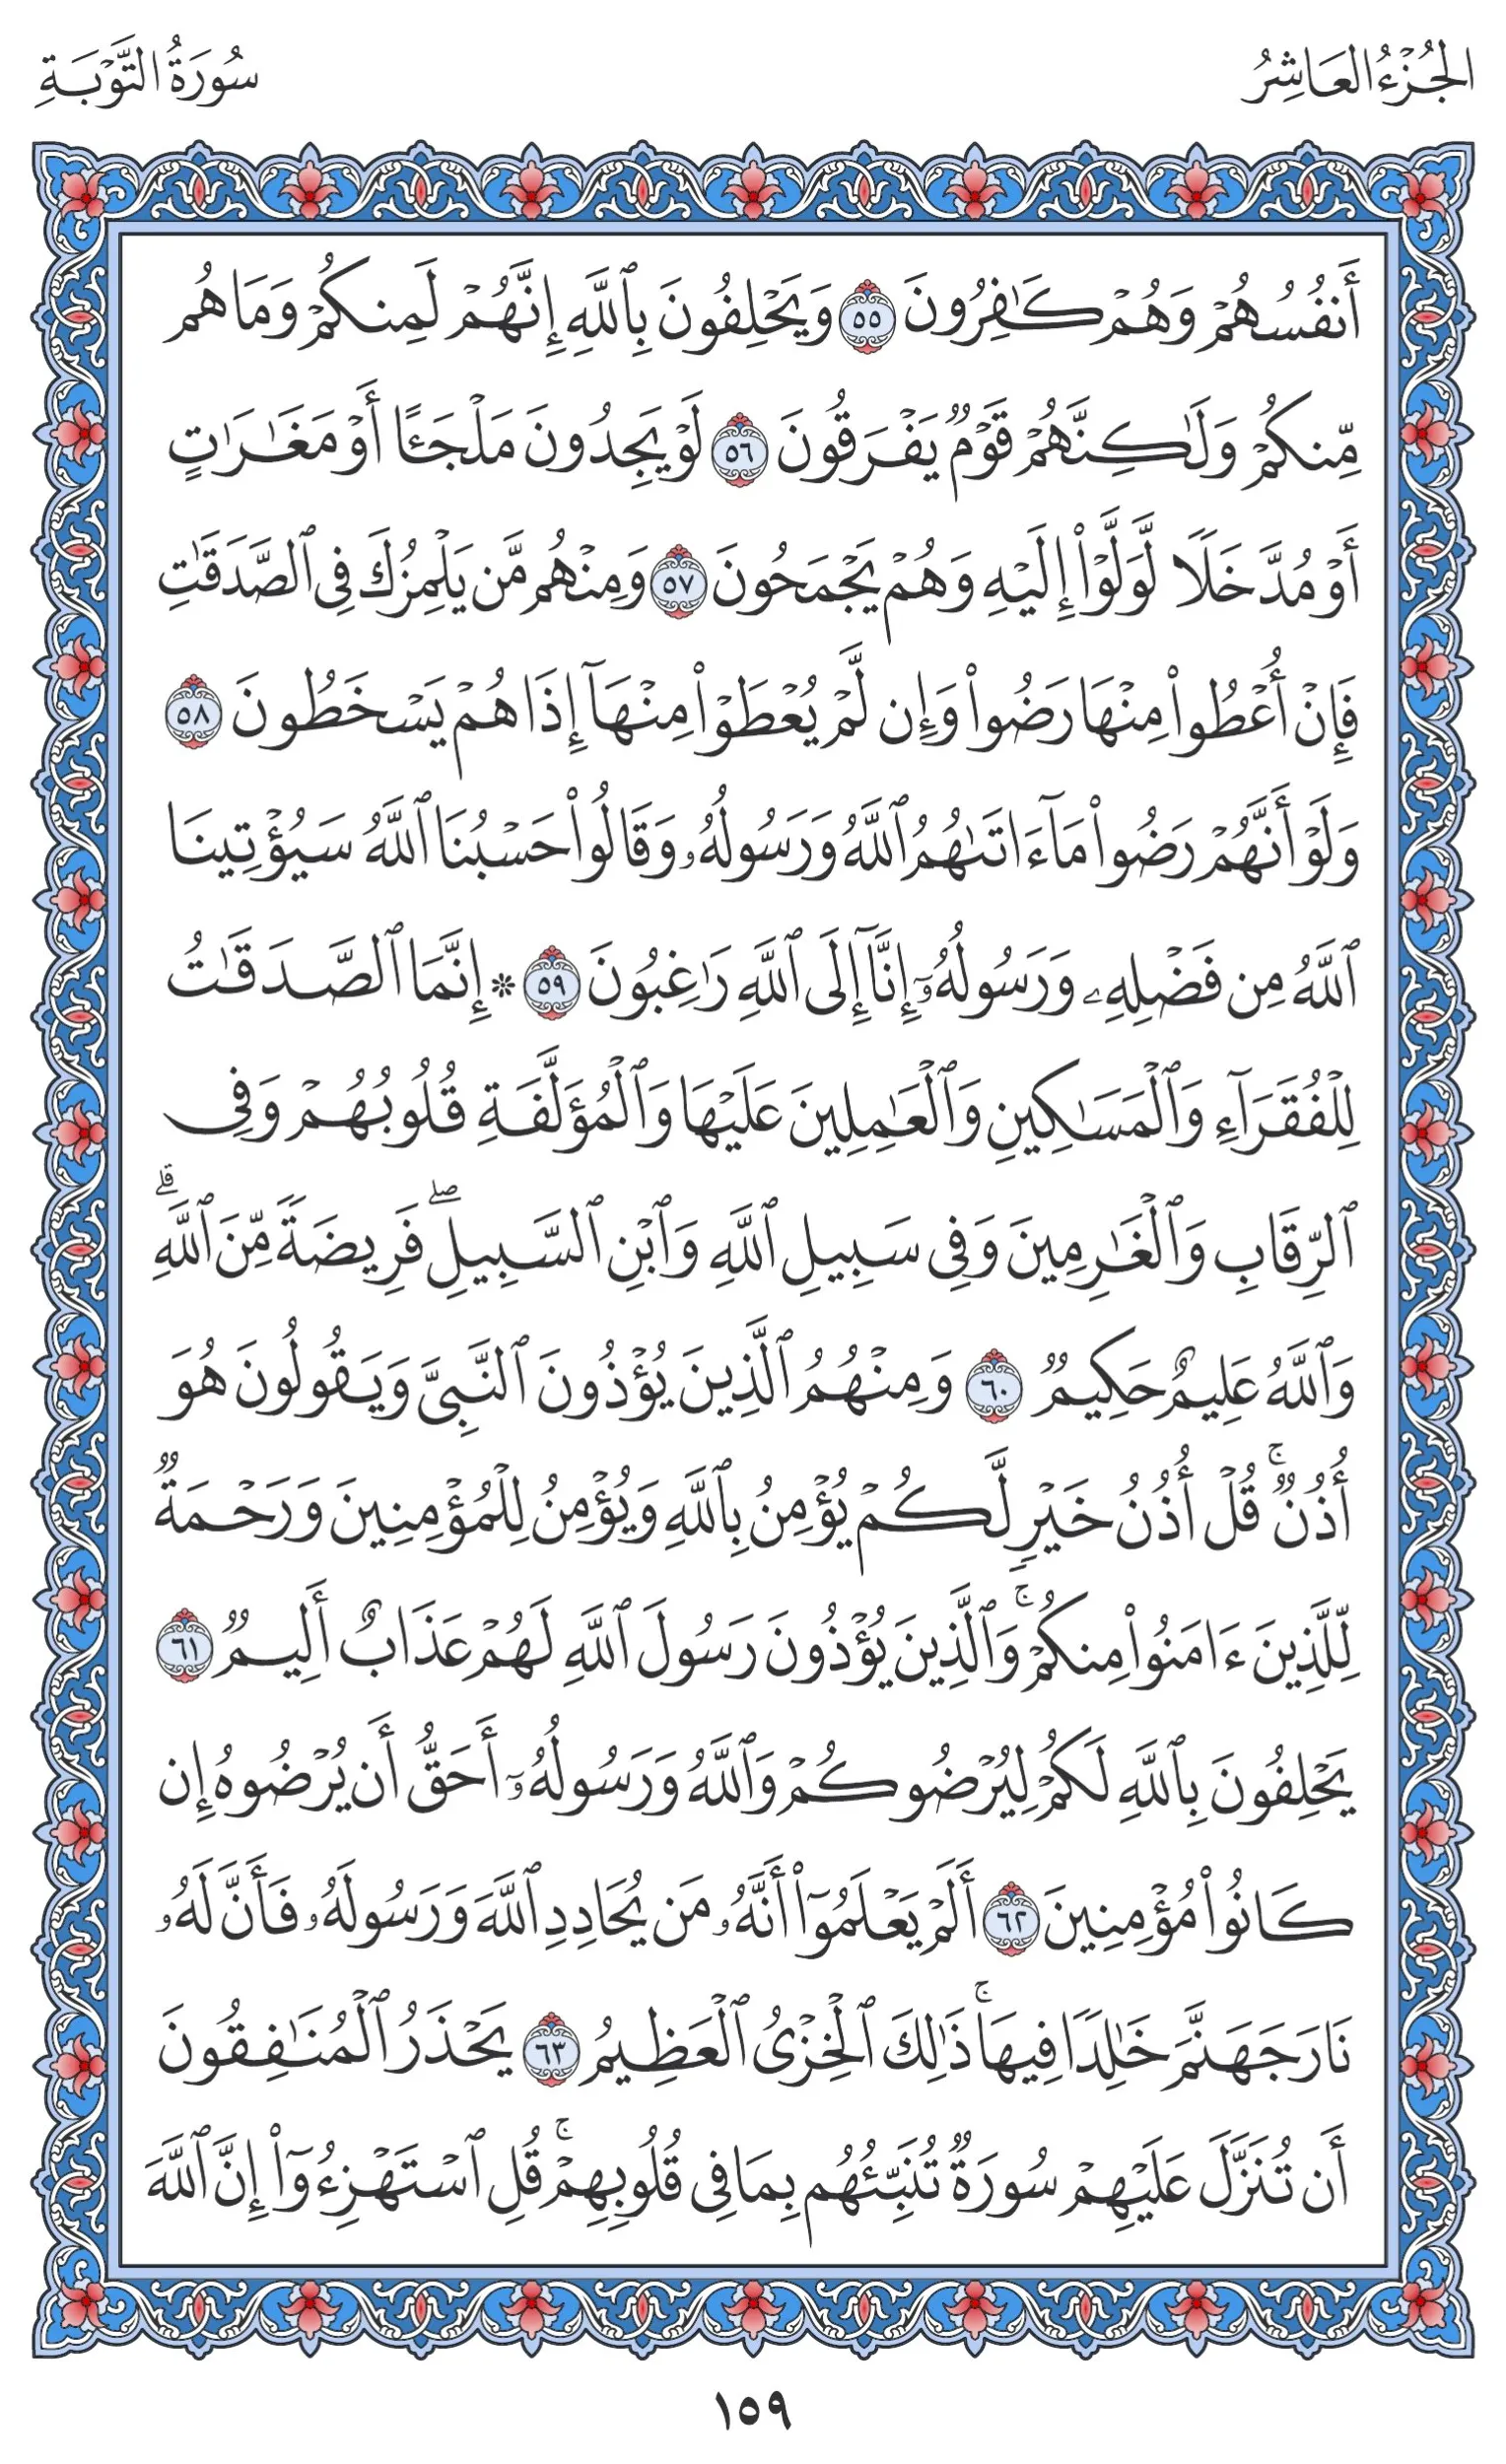 الجُزْءُ العَاشِرُ
سُورَةُ التَّوْبَةِ
أَنفُسُهُمْ وَهُمْ كَٰفِرُونَ ٥٥ وَيَحْلِفُونَ بِٱللَّهِ إِنَّهُمْ لَمِنكُمْ وَمَا هُم
مِّنكُمْ وَلَٰكِنَّهُمْ قَوْمٌ يَفْرَقُونَ ٥٦ لَوْ يَجِدُونَ مَلْجَـًٔا أَوْ مَغَٰرَٰتٍ
أَوْ مُدَّخَلًا لَّوَلَّوْا۟ إِلَيْهِ وَهُمْ يَجْمَحُونَ ٥٧ وَمِنْهُم مَّن يَلْمِزُكَ فِى ٱلصَّدَقَٰتِ
فَإِنْ أُعْطُوا۟ مِنْهَا رَضُوا۟ وَإِن لَّمْ يُعْطَوْا۟ مِنْهَآ إِذَا هُمْ يَسْخَطُونَ ٥٨
وَلَوْ أَنَّهُمْ رَضُوا۟ مَآ ءَاتَىٰهُمُ ٱللَّهُ وَرَسُولُهُۥ وَقَالُوا۟ حَسْبُنَا ٱللَّهُ سَيُؤْتِينَا
ٱللَّهُ مِن فَضْلِهِۦ وَرَسُولُهُۥٓ إِنَّآ إِلَى ٱللَّهِ رَٰغِبُونَ ٥٩ * إِنَّمَا ٱلصَّدَقَٰتُ
لِلْفُقَرَآءِ وَٱلْمَسَٰكِينِ وَٱلْعَٰمِلِينَ عَلَيْهَا وَٱلْمُؤَلَّفَةِ قُلُوبُهُمْ وَفِى
ٱلرِّقَابِ وَٱلْغَٰرِمِينَ وَفِى سَبِيلِ ٱللَّهِ وَٱبْنِ ٱلسَّبِيلِۖ فَرِيضَةً مِّنَ ٱللَّهِۗ
وَٱللَّهُ عَلِيمٌ حَكِيمٌ ٦٠ وَمِنْهُمُ ٱلَّذِينَ يُؤْذُونَ ٱلنَّبِىَّ وَيَقُولُونَ هُوَ
أُذُنٌۚ قُلْ أُذُنُ خَيْرٍ لَّكُمْ يُؤْمِنُ بِٱللَّهِ وَيُؤْمِنُ لِلْمُؤْمِنِينَ وَرَحْمَةٌ
لِّلَّذِينَ ءَامَنُوا۟ مِنكُمْۚ وَٱلَّذِينَ يُؤْذُونَ رَسُولَ ٱللَّهِ لَهُمْ عَذَابٌ أَلِيمٌ ٦١
يَحْلِفُونَ بِٱللَّهِ لَكُمْ لِيُرْضُوكُمْ وَٱللَّهُ وَرَسُولُهُۥٓ أَحَقُّ أَن يُرْضُوهُ إِن
كَانُوا۟ مُؤْمِنِينَ ٦٢ أَلَمْ يَعْلَمُوٓا۟ أَنَّهُۥ مَن يُحَادِدِ ٱللَّهَ وَرَسُولَهُۥ فَأَنَّ لَهُۥ
نَارَ جَهَنَّمَ خَٰلِدًا فِيهَاۚ ذَٰلِكَ ٱلْخِزْىُ ٱلْعَظِيمُ ٦٣ يَحْذَرُ ٱلْمُنَٰفِقُونَ
أَن تُنَزَّلَ عَلَيْهِمْ سُورَةٌ تُنَبِّئُهُم بِمَا فِى قُلُوبِهِمْۚ قُلِ ٱسْتَهْزِءُوٓا۟ إِنَّ ٱللَّهَ
١٥٩